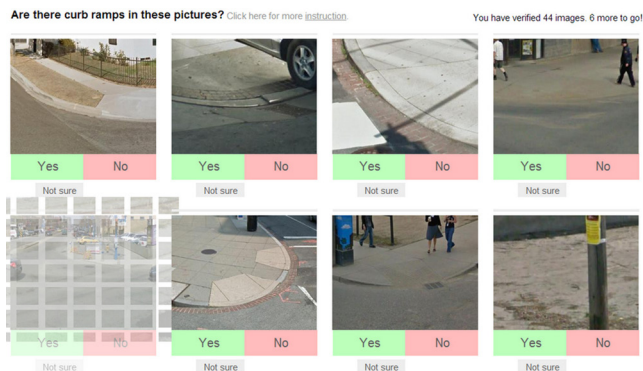 Are there curb ramps in these pictures? Click here for more instruction.
You have verified 44 images. 6 more to go!
Yes No Yes No Yes No Yes No
Not sure Not sure Not sure Not sure
Yes No Yes No Yes No Yes No
Not sure Not sure Not sure Not sure